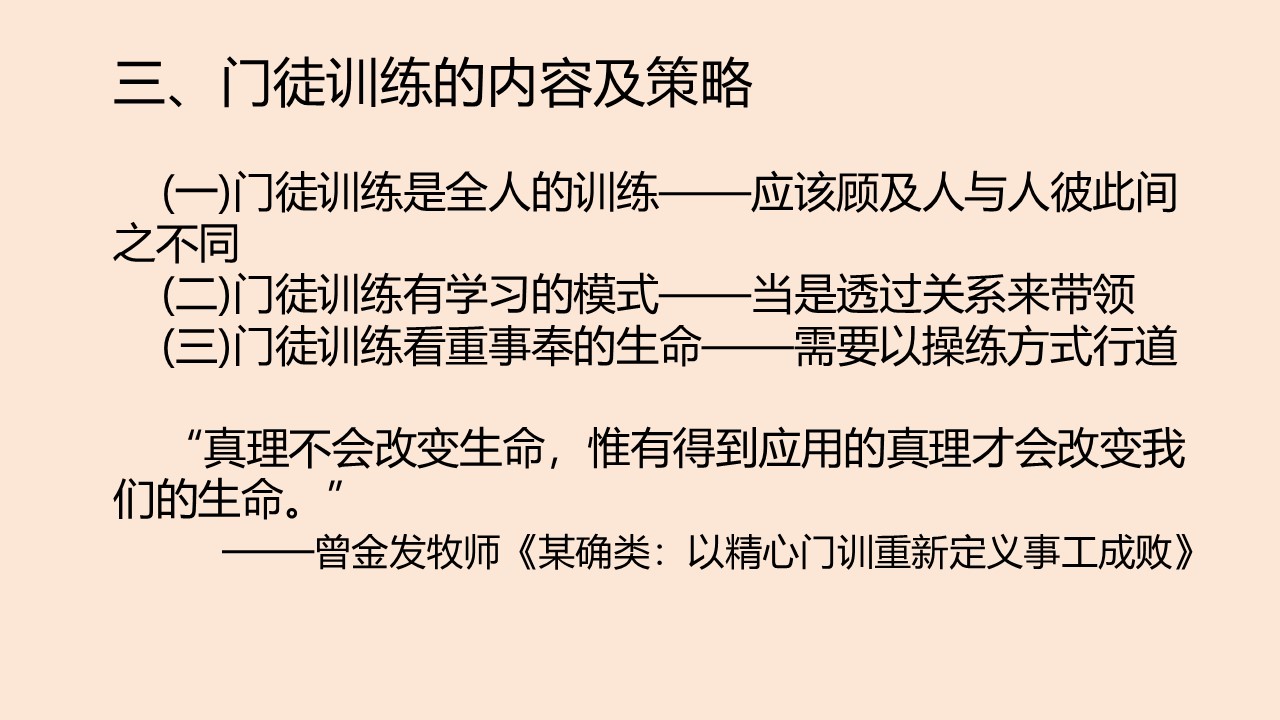 三、门徒训练的内容及策略
(一)门徒训练是全人的训练——应该顾及人与人彼此间
之不同
(二)门徒训练有学习的模式——当是透过关系来带领
(三)门徒训练看重事奉的生命——需要以操练方式行道
“真理不会改变生命，惟有得到应用的真理才会改变我
们的生命。”
——曾金发牧师《某确类：以精心门训重新定义事工成败》